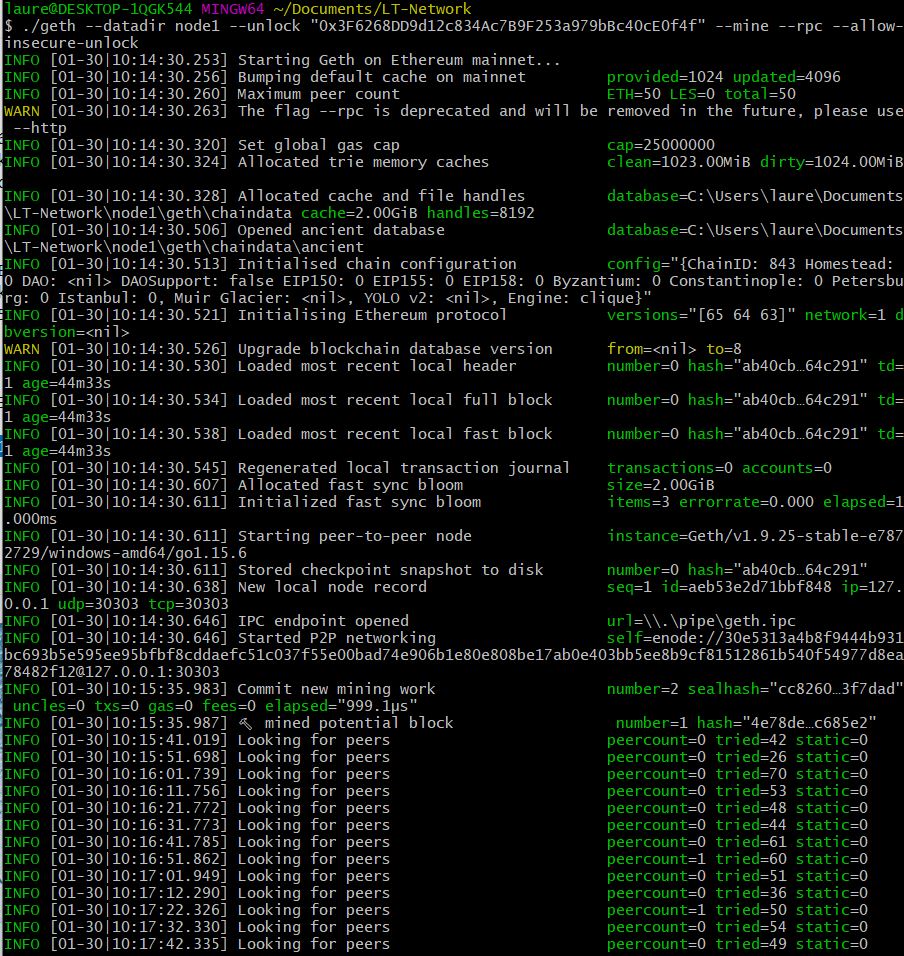 laure@DESKTOP-1QGK544 MINGW64 ~/Documents/LT-Network
$ ./geth --datadir node1 --unlock "0x3F6268DD9d12c834Ac7B9F253a979bBc40cE0f4f" --mine --rpc --allow-
insecure-unlock
INFO [01-30|10:14:30.253] Starting Geth on Ethereum mainnet...
INFO [01-30|10:14:30.256] Bumping default cache on mainnet         provided=1024 updated=4096
INFO [01-30|10:14:30.260] Maximum peer count                       ETH=50 LES=0 total=50
WARN [01-30|10:14:30.263] The flag --rpc is deprecated and will be removed in the future, please use
 --http
INFO [01-30|10:14:30.320] Set global gas cap                       cap=25000000
INFO [01-30|10:14:30.324] Allocated trie memory caches             clean=1023.00MiB dirty=1024.00MiB
INFO [01-30|10:14:30.328] Allocated cache and file handles         database=C:\Users\laure\Documents
\LT-Network\node1\geth\chaindata cache=2.00GiB handles=8192
INFO [01-30|10:14:30.506] Opened ancient database                  database=C:\Users\laure\Documents
\LT-Network\node1\geth\chaindata\ancient
INFO [01-30|10:14:30.513] Initialised chain configuration          config="{ChainID: 843 Homestead:
0 DAO: <nil> DAOSupport: false EIP150: 0 EIP155: 0 EIP158: 0 Byzantium: 0 Constantinople: 0 Petersbu
rg: 0 Istanbul: 0, Muir Glacier: <nil>, YOLO v2: <nil>, Engine: clique}"
INFO [01-30|10:14:30.521] Initialising Ethereum protocol           versions="[65 64 63]" network=1 d
bversion=<nil>
WARN [01-30|10:14:30.526] Upgrade blockchain database version      from=<nil> to=8
INFO [01-30|10:14:30.530] Loaded most recent local header          number=0 hash="ab40cb…64c291" td=
1 age=44m33s
INFO [01-30|10:14:30.534] Loaded most recent local full block      number=0 hash="ab40cb…64c291" td=
1 age=44m33s
INFO [01-30|10:14:30.538] Loaded most recent local fast block      number=0 hash="ab40cb…64c291" td=
1 age=44m33s
INFO [01-30|10:14:30.545] Regenerated local transaction journal    transactions=0 accounts=0
INFO [01-30|10:14:30.607] Allocated fast sync bloom                size=2.00GiB
INFO [01-30|10:14:30.611] Initialized fast sync bloom              items=3 errorrate=0.000 elapsed=1
.000ms
INFO [01-30|10:14:30.611] Starting peer-to-peer node               instance=Geth/v1.9.25-stable-e787
2729/windows-amd64/go1.15.6
INFO [01-30|10:14:30.611] Stored checkpoint snapshot to disk       number=0 hash="ab40cb…64c291"
INFO [01-30|10:14:30.638] New local node record                    seq=1 id=aeb53e2d71bbf848 ip=127.
0.0.1 udp=30303 tcp=30303
INFO [01-30|10:14:30.646] IPC endpoint opened                      url=\\.\pipe\geth.ipc
INFO [01-30|10:14:30.646] Started P2P networking                   self=enode://30e5313a4b8f9444b931
bc693b5e595ee95bfbf8cddaefc51c037f55e00bad74e906b1e80e808be17ab0e403bb5ee8b9cf81512861b540f54977d8ea
78482f12@127.0.0.1:30303
INFO [01-30|10:15:35.983] Commit new mining work                   number=2 sealhash="cc8260…3f7dad"
 uncles=0 txs=0 gas=0 fees=0 elapsed="999.1µs"
INFO [01-30|10:15:35.987] 🔨 mined potential block                  number=1 hash="4e78de…c685e2"
INFO [01-30|10:15:41.019] Looking for peers                        peercount=0 tried=42 static=0
INFO [01-30|10:15:51.698] Looking for peers                        peercount=0 tried=26 static=0
INFO [01-30|10:16:01.739] Looking for peers                        peercount=0 tried=70 static=0
INFO [01-30|10:16:11.756] Looking for peers                        peercount=0 tried=53 static=0
INFO [01-30|10:16:21.772] Looking for peers                        peercount=0 tried=48 static=0
INFO [01-30|10:16:31.773] Looking for peers                        peercount=0 tried=44 static=0
INFO [01-30|10:16:41.785] Looking for peers                        peercount=0 tried=61 static=0
INFO [01-30|10:16:51.862] Looking for peers                        peercount=1 tried=60 static=0
INFO [01-30|10:17:01.949] Looking for peers                        peercount=0 tried=51 static=0
INFO [01-30|10:17:12.290] Looking for peers                        peercount=0 tried=36 static=0
INFO [01-30|10:17:22.326] Looking for peers                        peercount=1 tried=50 static=0
INFO [01-30|10:17:32.330] Looking for peers                        peercount=0 tried=54 static=0
INFO [01-30|10:17:42.335] Looking for peers                        peercount=0 tried=49 static=0